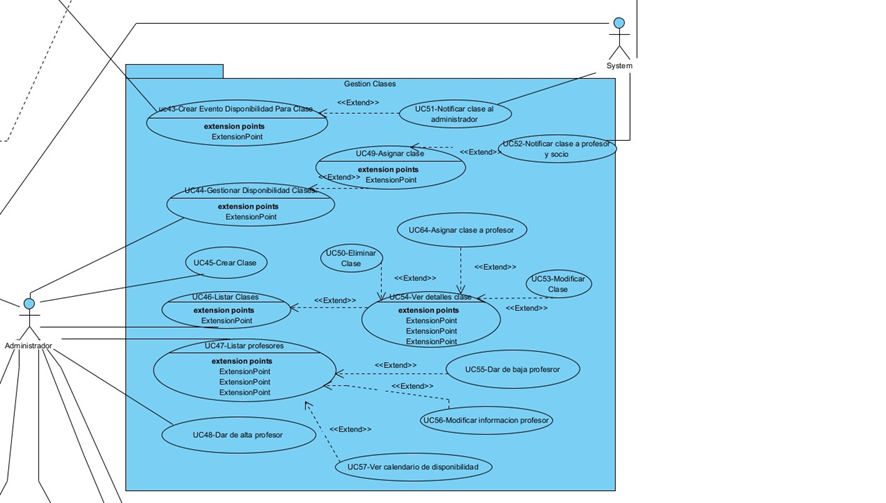 System
Gestion Clases
uc43-Crear Evento Disponibilidad Para Clase
extension points
ExtensionPoint
<<Extend>>
UC51-Notificar clase al
administrador
UC49-Asignar clase
extension points
ExtensionPoint
<<Extend>>
UC52-Notificar clase a profesor
y socio
<<Extend>>
UC44-Gestionar Disponibilidad Clases
extension points
ExtensionPoint
UC64-Asignar clase a profesor
UC45-Crear Clase
UC50-Eliminar
Clase
<<Extend>>
<<Extend>>
UC53-Modificar
Clase
UC46-Listar Clases
extension points
ExtensionPoint
<<Extend>>
UC54-Ver detalles clase
extension points
ExtensionPoint
ExtensionPoint
ExtensionPoint
<<Extend>>
Administrador
UC47-Listar profesores
extension points
ExtensionPoint
ExtensionPoint
ExtensionPoint
<<Extend>>
UC55-Dar de baja profesror
<<Extend>>
UC56-Modificar informacion profesor
UC48-Dar de alta profesor
<<Extend>>
UC57-Ver calendario de disponibilidad